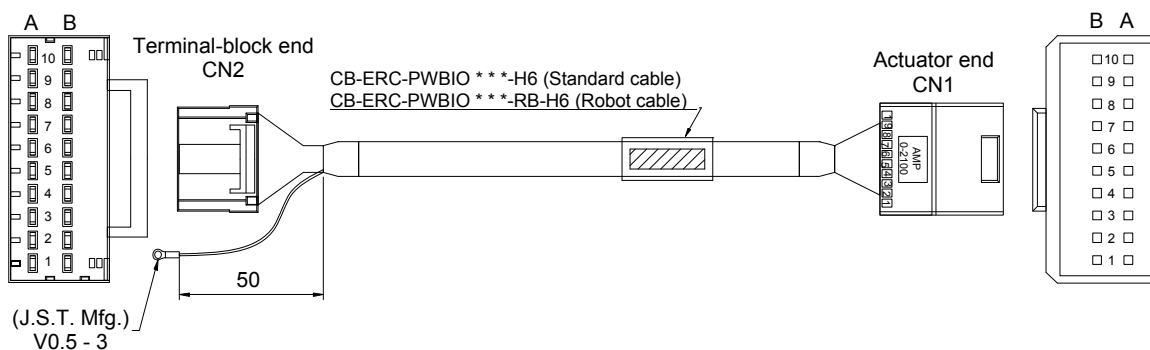 A B
10
9
8
7
6
5
4
3
2
1
Terminal-block end
CN2
CB-ERC-PWBIO * * *-H6 (Standard cable)
CB-ERC-PWBIO * * *-RB-H6 (Robot cable)
Actuator end
CN1
AMP
0-2100
50
(J.S.T. Mfg.)
V0.5 - 3
B A
10
9
8
7
6
5
4
3
2
1